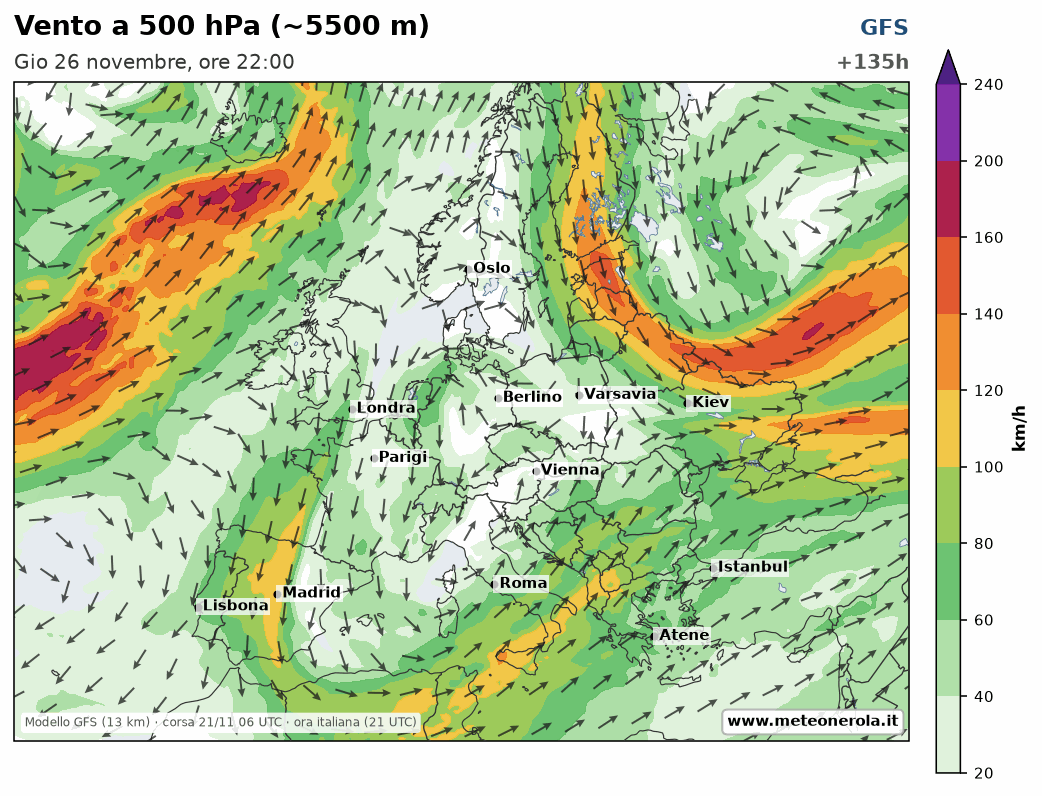 Vento a 500 hPa (~5500 m)
GFS
Gio 26 novembre, ore 22:00
+135h
240
200
160
140
120
100
80
60
40
20
km/h
Oslo
Londra
Berlino
Varsavia
Kiev
Parigi
Vienna
Istanbul
Roma
Madrid
Lisbona
Atene
Modello GFS (13 km) · corsa 21/11 06 UTC · ora italiana (21 UTC)
www.meteonerola.it